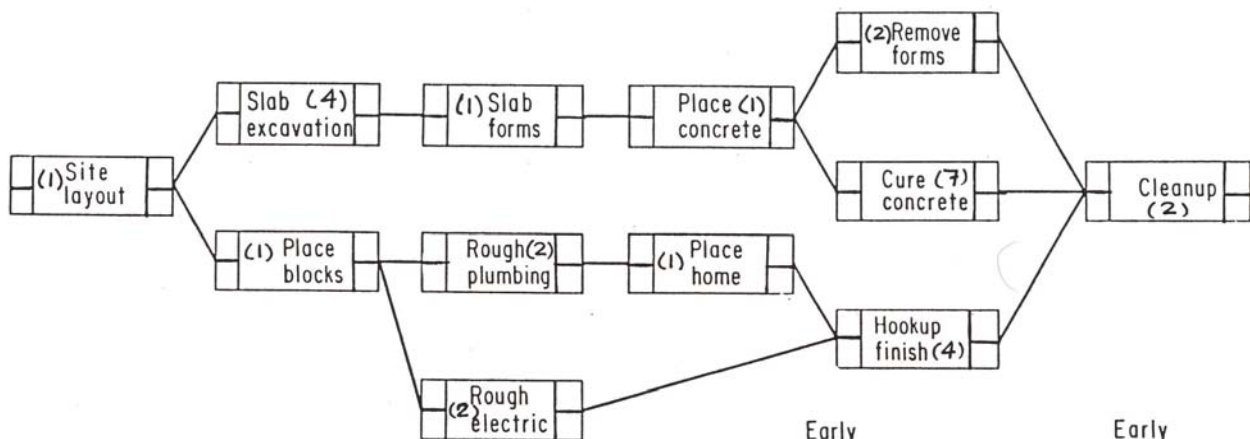 (2) Remove
forms
Slab (4)
excavation
(1) Slab
forms
Place (1)
concrete
(1) Site
layout
Cure (7)
concrete
Cleanup
(2)
(1) Place
blocks
Rough (2)
plumbing
(1) Place
home
Hookup
finish (4)
(2) Rough
electric
Early
Early